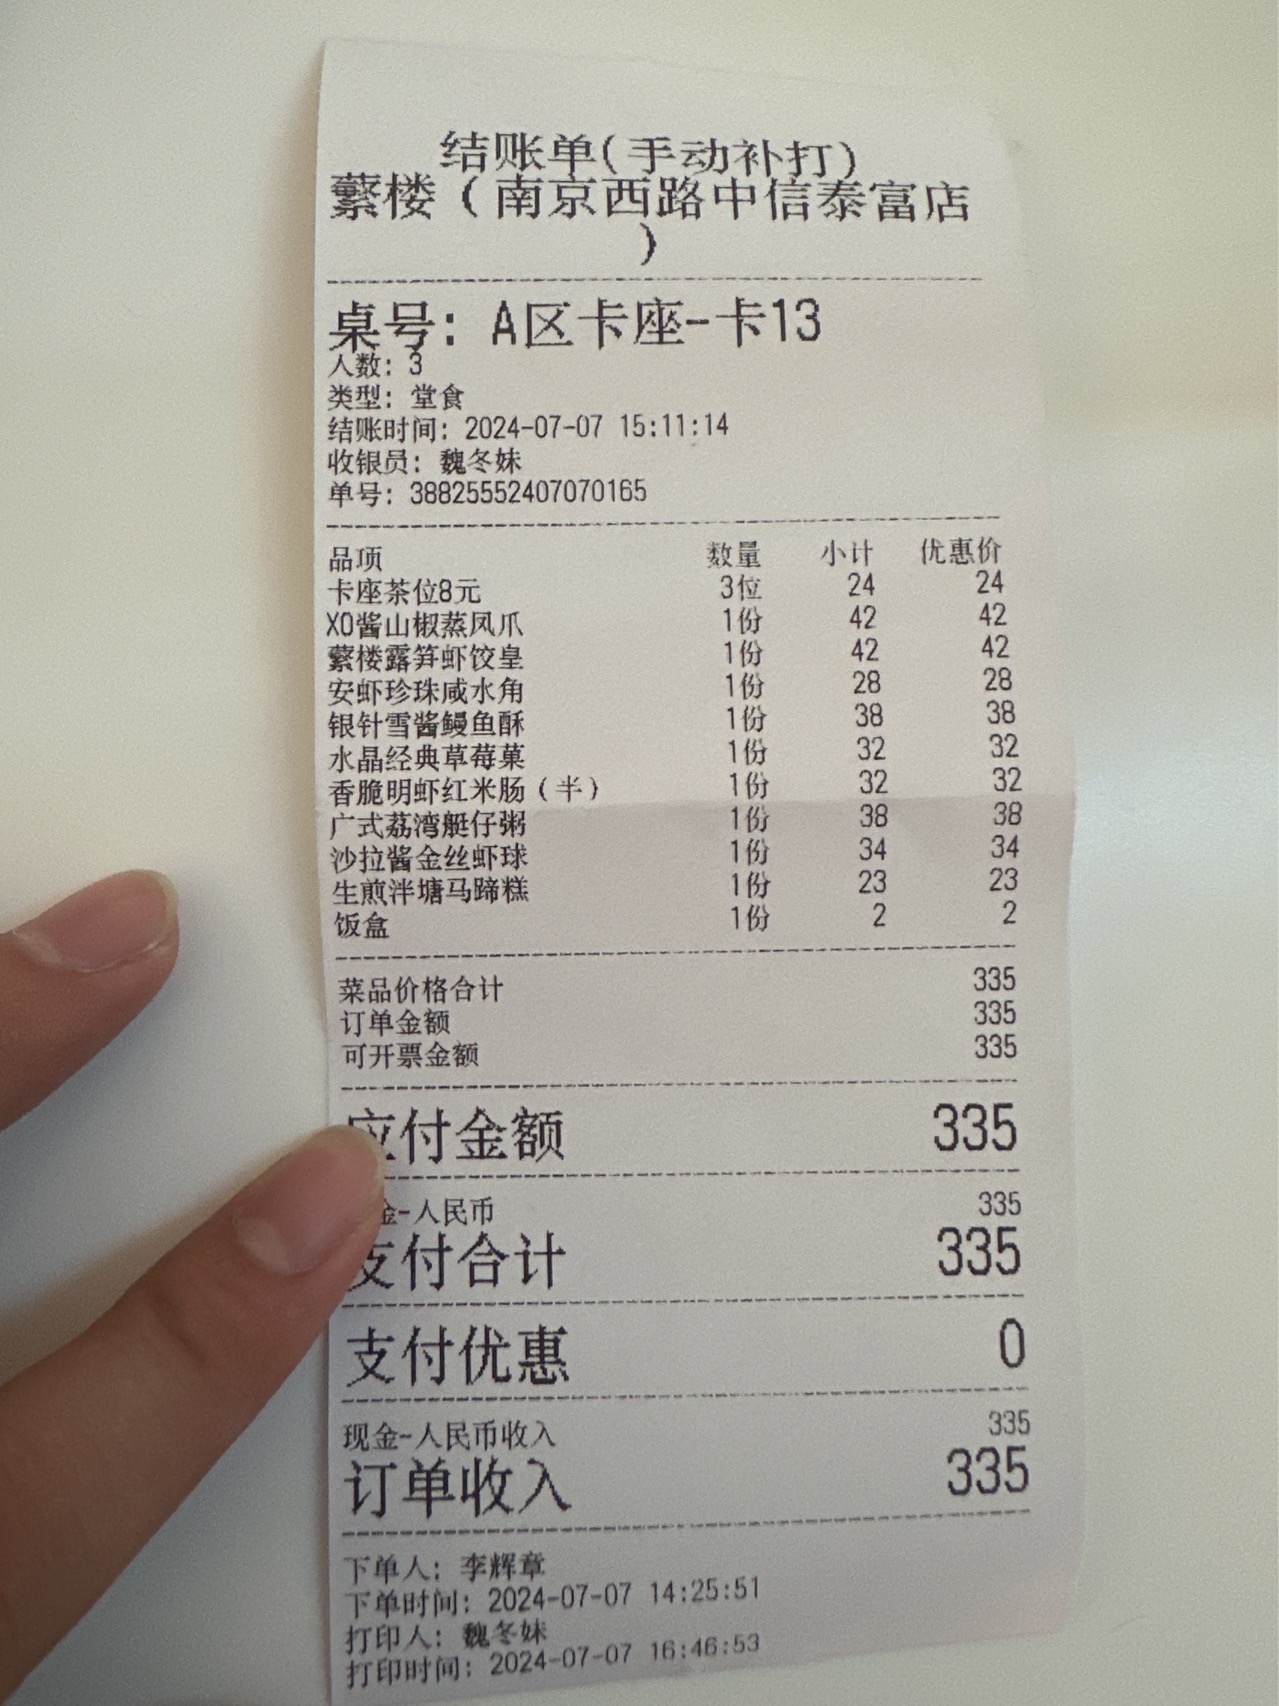 结账单(手动补打)
蘩楼（南京西路中信泰富店
）
桌号: A区卡座-卡13
人数: 3
类型: 堂食
结账时间: 2024-07-07 15:11:14
收银员: 魏冬妹
单号: 38825552407070165
品项 数量 小计 优惠价
卡座茶位8元 3位 24 24
XO酱山椒蒸凤爪 1份 42 42
蘩楼露笋虾饺皇 1份 42 42
安虾珍珠咸水角 1份 28 28
银针雪酱鳗鱼酥 1份 38 38
水晶经典草莓菓 1份 32 32
香脆明虾红米肠（半） 1份 32 32
广式荔湾艇仔粥 1份 38 38
沙拉酱金丝虾球 1份 34 34
生煎泮塘马蹄糕 1份 23 23
饭盒 1份 2 2
菜品价格合计 335
订单金额 335
可开票金额 335
应付金额 335
金-人民币 335
支付合计 335
支付优惠 0
现金-人民币收入 335
订单收入 335
下单人: 李辉章
下单时间: 2024-07-07 14:25:51
打印人: 魏冬妹
打印时间: 2024-07-07 16:46:53